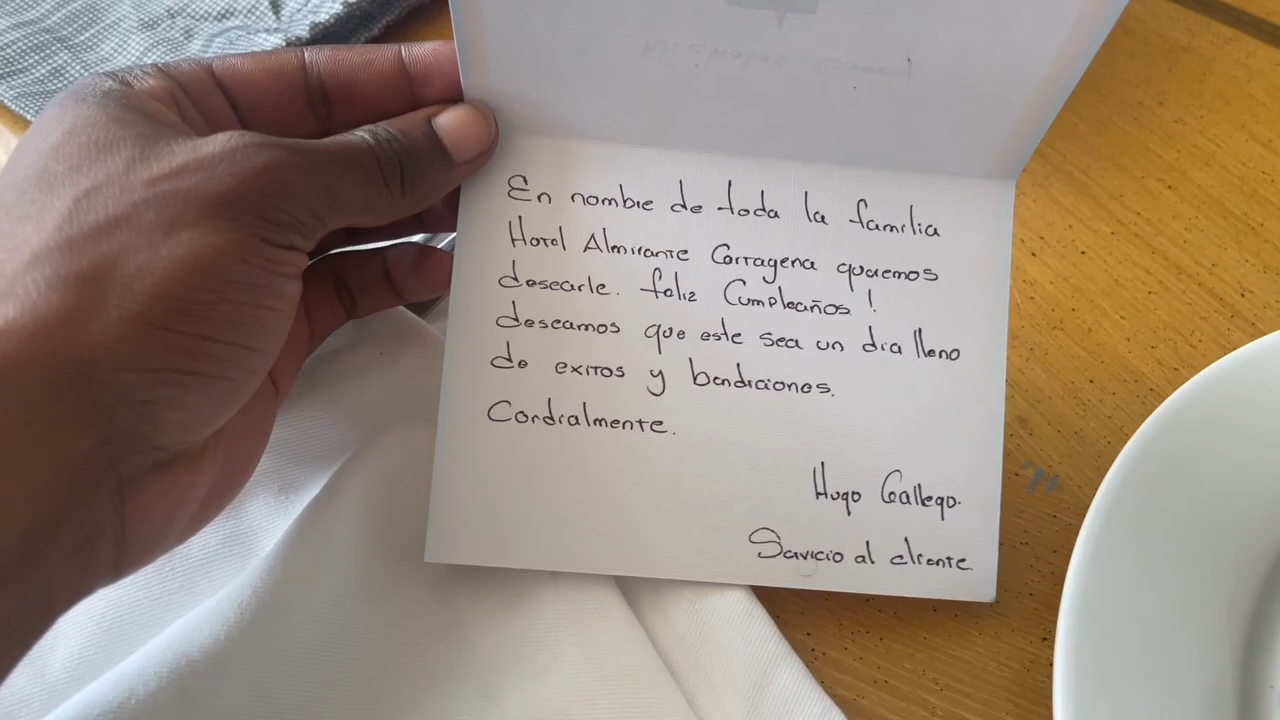 En nombre de toda la familia
Hotel Almirante Cartagena queremos
desearle. feliz Cumpleaños !
deseamos que este sea un dia lleno
de exitos y bendiciones.
Cordialmente.
Hugo Gallego.
Servicio al cliente.